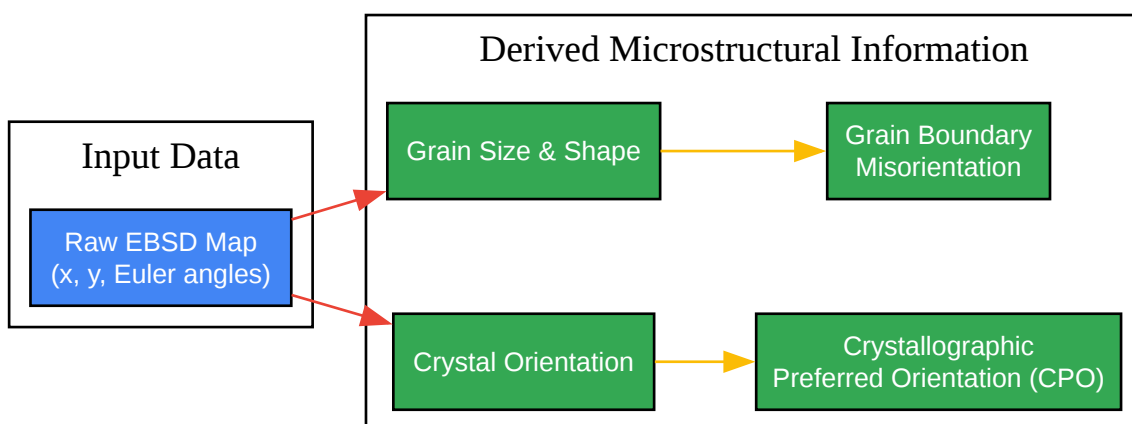 Derived Microstructural Information
Input Data
Grain Size & Shape
Grain Boundary
Misorientation
Raw EBSD Map
(x, y, Euler angles)
Crystal Orientation
Crystallographic
Preferred Orientation (CPO)